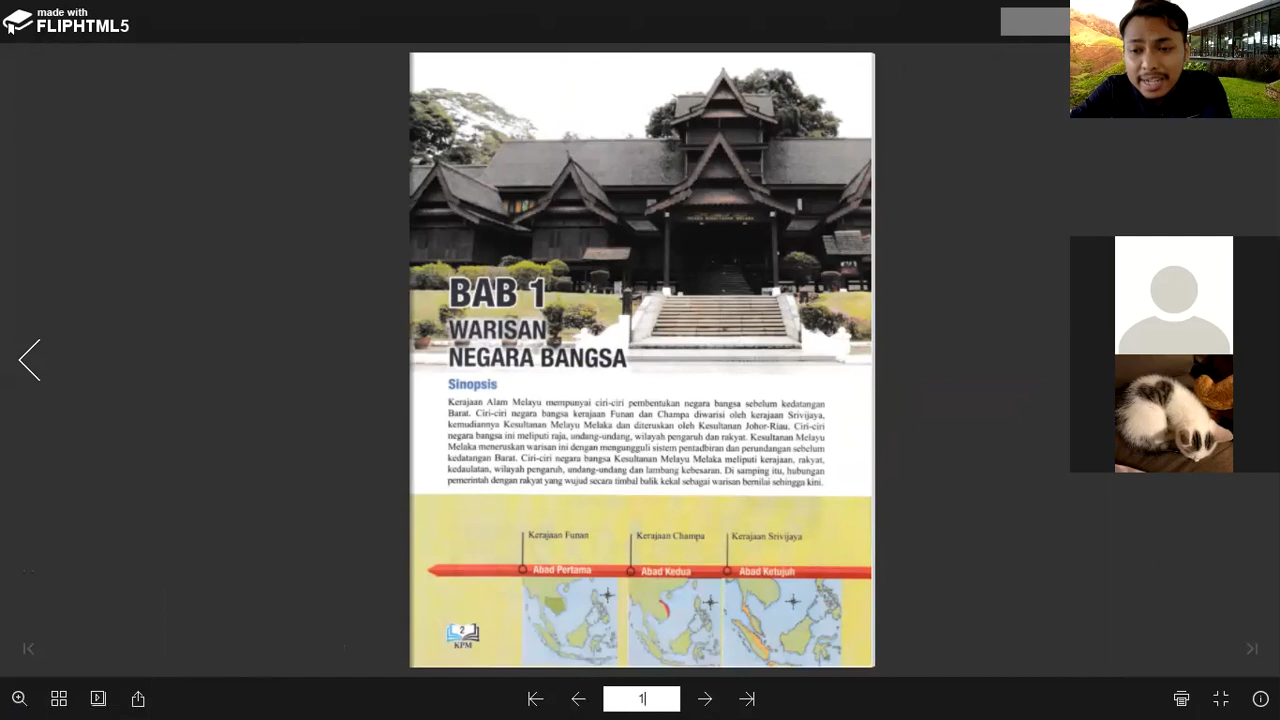 made with
FLIPHTML5
BAB 1
WARISAN
NEGARA BANGSA
Sinopsis
Kerajaan Alam Melayu mempunyai ciri-ciri pembentukan negara bangsa sebelum kedatangan
Barat. Ciri-ciri negara bangsa kerajaan Funan dan Champa diwarisi oleh kerajaan Srivijaya,
kemudiannya Kesultanan Melayu Melaka dan diteruskan oleh Kesultanan Johor-Riau. Ciri-ciri
negara bangsa ini meliputi raja, undang-undang, wilayah pengaruh dan rakyat. Kesultanan Melayu
Melaka meneruskan warisan ini dengan mengungguli sistem pentadbiran dan perundangan sebelum
kedatangan Barat. Ciri-ciri negara bangsa Kesultanan Melayu Melaka meliputi kerajaan, rakyat,
kedaulatan, wilayah pengaruh, undang-undang dan lambang kebesaran. Di samping itu, hubungan
pemerintah dengan rakyat yang wujud secara timbal balik kekal sebagai warisan bernilai sehingga kini.
Kerajaan Funan
Kerajaan Champa
Kerajaan Srivijaya
Abad Pertama
Abad Kedua
Abad Ketujuh
2
KPM
1